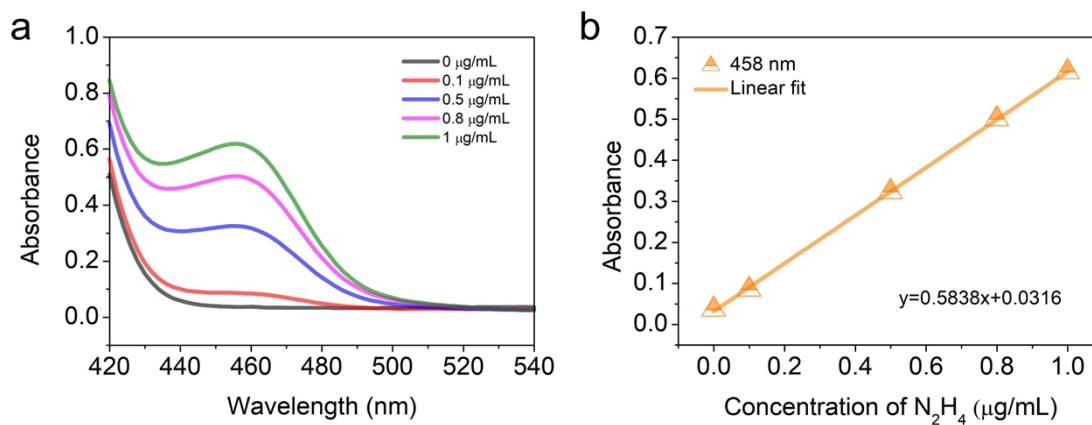 a
1.0
0.8
0.6
0.4
0.2
0.0
Absorbance
420 440 460 480 500 520 540
Wavelength (nm)
0 μg/mL
0.1 μg/mL
0.5 μg/mL
0.8 μg/mL
1 μg/mL
b
0.7
0.6
0.5
0.3
0.2
0.1
0.0
Absorbance
458 nm
Linear fit
y=0.5838x+0.0316
0.0 0.2 0.4 0.6 0.8 1.0
Concentration of N₂H₄ (μg/mL)